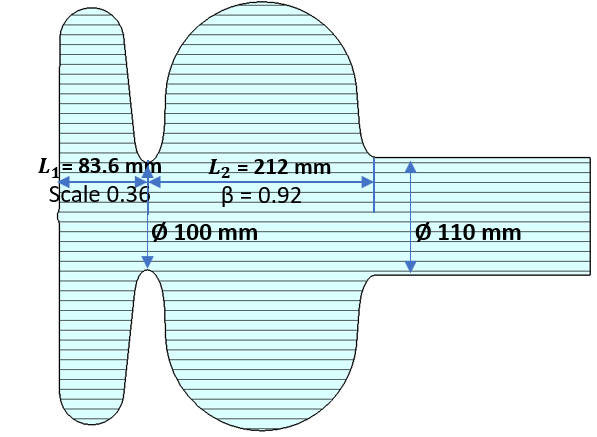 L₁= 83.6 mm
L₂ = 212 mm
Scale 0.36
β = 0.92
Ø 100 mm
Ø 110 mm